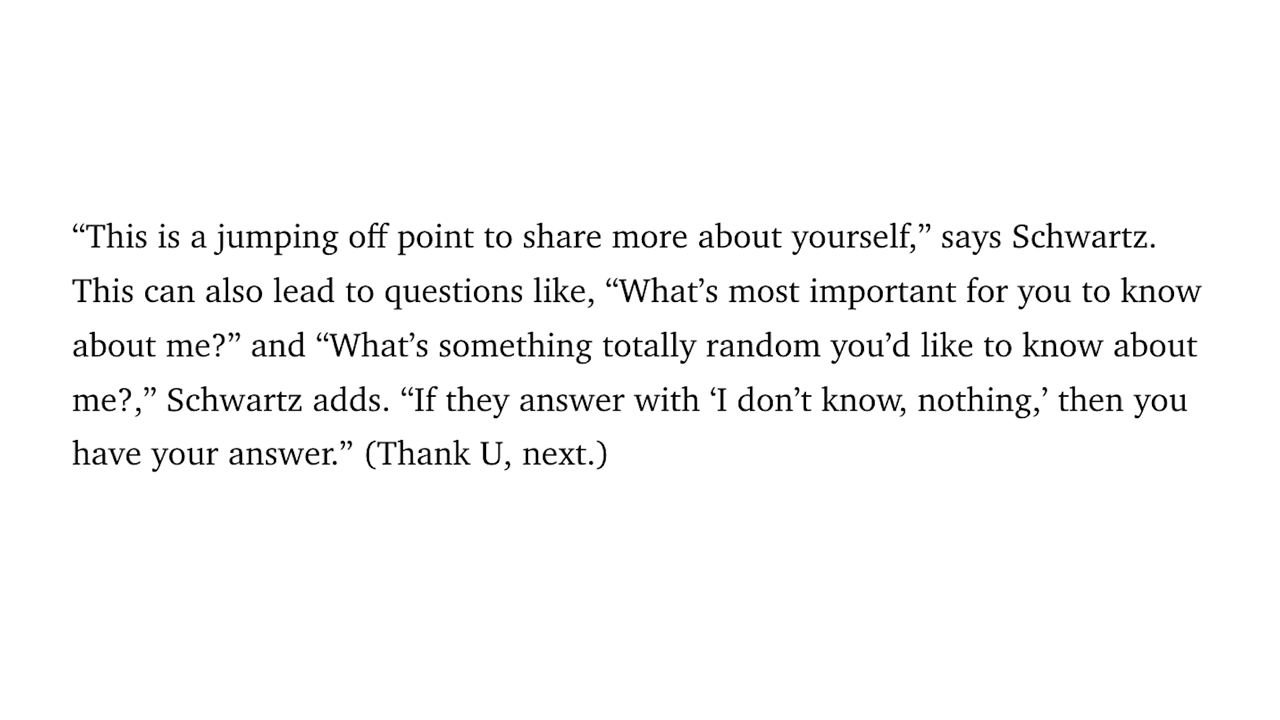 “This is a jumping off point to share more about yourself,” says Schwartz.
This can also lead to questions like, “What’s most important for you to know
about me?” and “What’s something totally random you’d like to know about
me?,” Schwartz adds. “If they answer with ‘I don’t know, nothing,’ then you
have your answer.” (Thank U, next.)